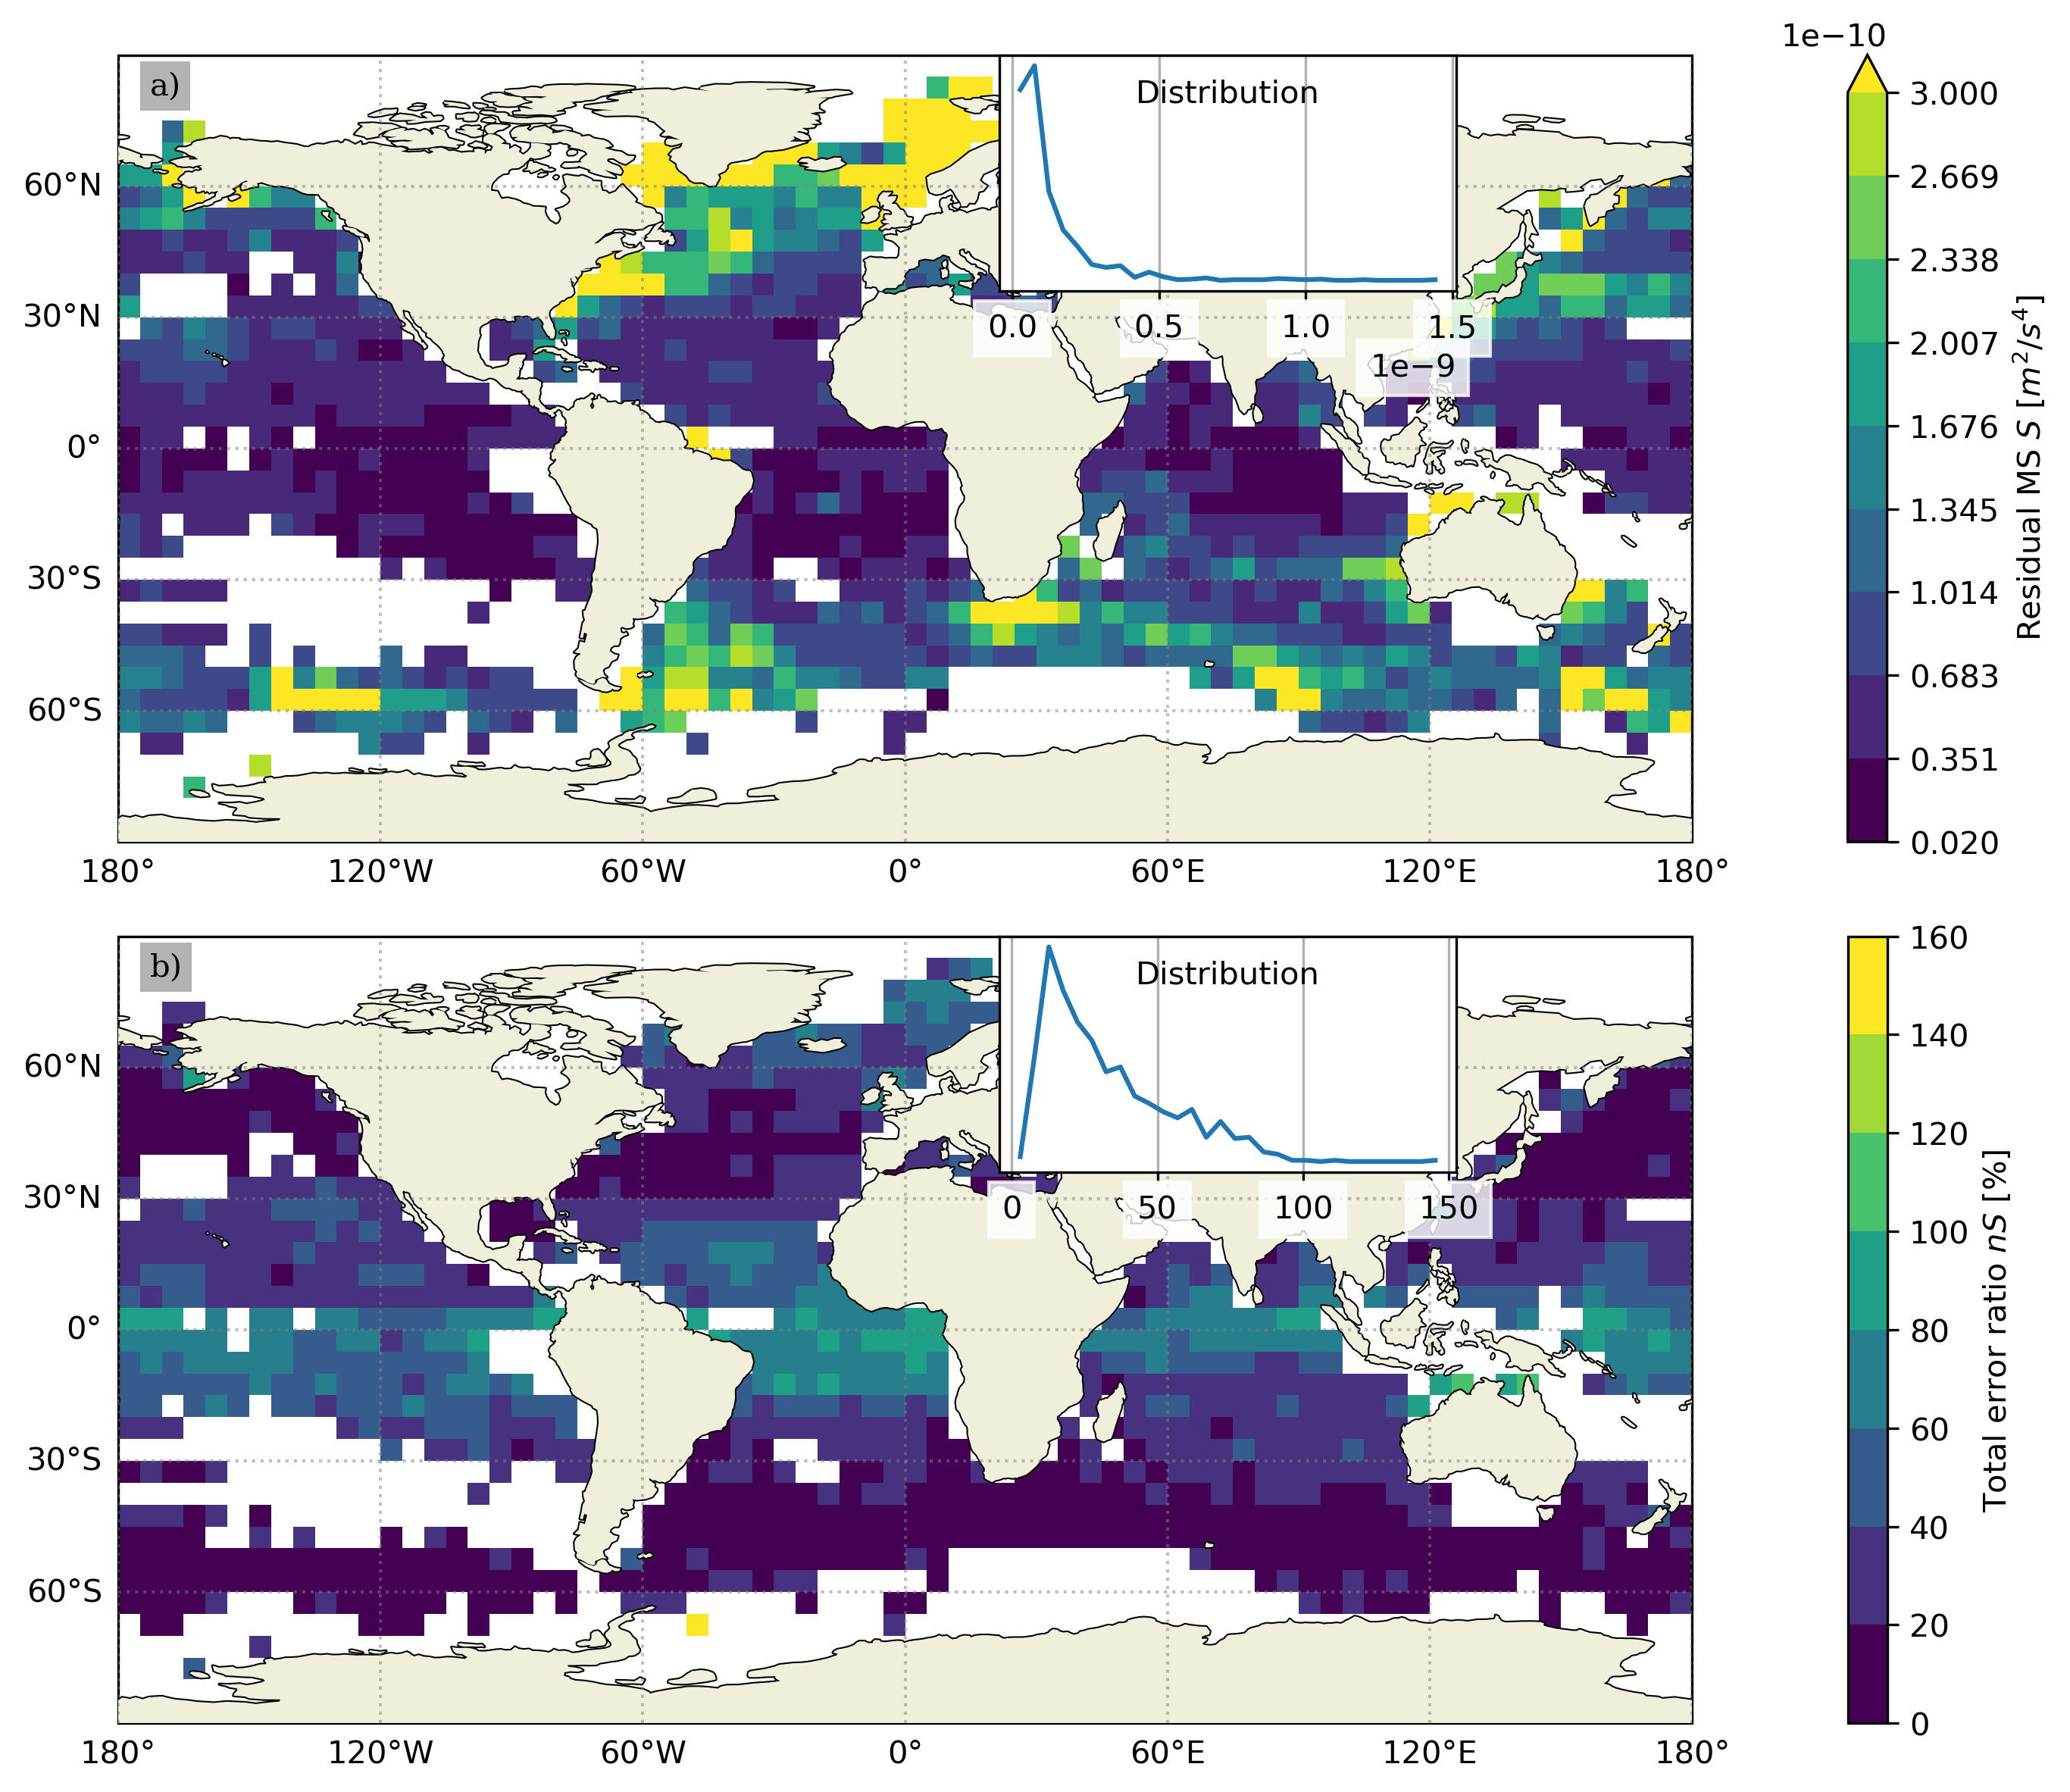 1e−10
a)
Distribution
60°N
30°N
0°
30°S
60°S
180°
120°W
60°W
0°
60°E
120°E
180°
0.0
0.5
1.0
1.5
1e−9
3.000
2.669
2.338
2.007
1.676
1.345
1.014
0.683
0.351
0.020
Residual MS S [m²/s⁴]
b)
Distribution
60°N
30°N
0°
30°S
60°S
180°
120°W
60°W
0°
60°E
120°E
180°
0
50
100
150
160
140
120
100
80
60
40
20
0
Total error ratio nS [%]